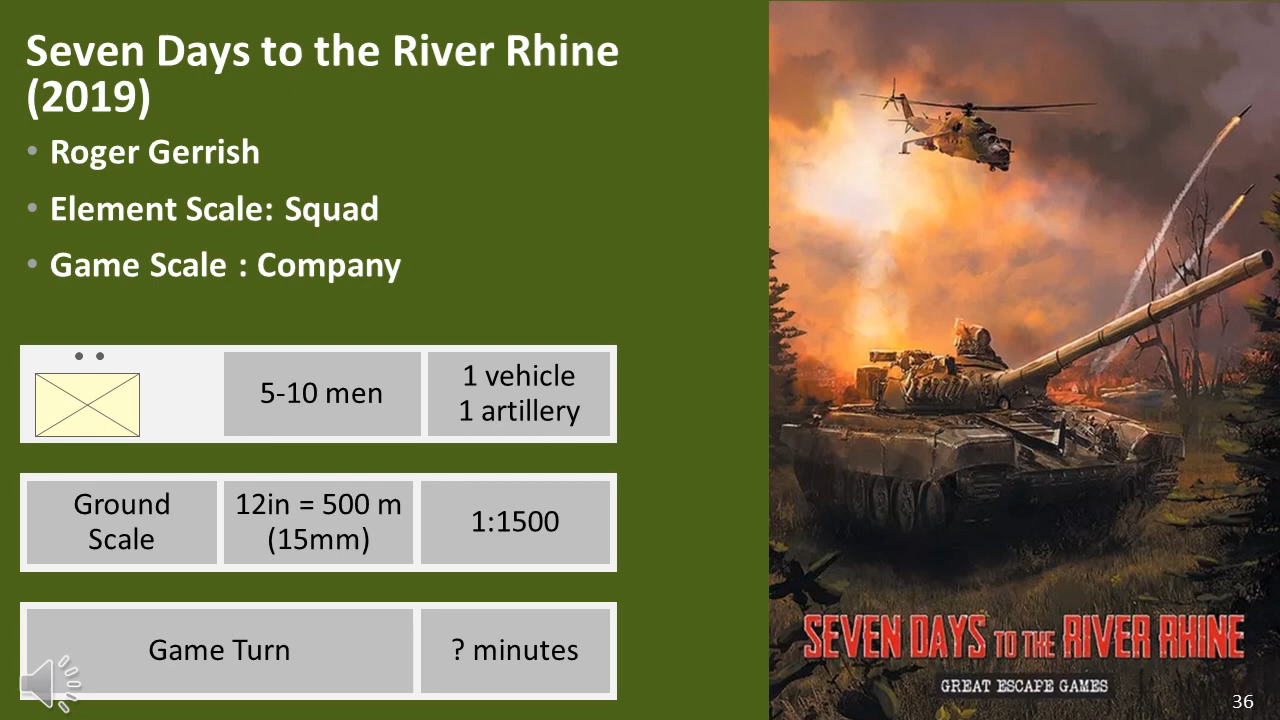 Seven Days to the River Rhine
(2019)
• Roger Gerrish
• Element Scale: Squad
• Game Scale : Company
5-10 men
1 vehicle
1 artillery
Ground
Scale
12in = 500 m
(15mm)
1:1500
Game Turn
? minutes
SEVEN DAYS TO THE RIVER RHINE
GREAT ESCAPE GAMES
36